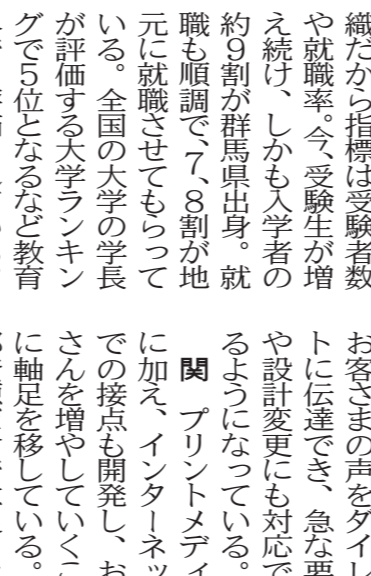 織だから指標は受験者数
や就職率。今、受験生が増
え続け、しかも入学者の
約9割が群馬県出身。就
職も順調で、7、8割が地
元に就職させてもらって
いる。全国の大学の学長
が評価する大学ランキン
グで5位となるなど教育
お客さまの声をダイレ
トに伝達でき、急な要
や設計変更にも対応で
るようになっている。
関　プリントメディ
に加え、インターネッ
での接点も開発し、お
さんを増やしていくこ
に軸足を移している。